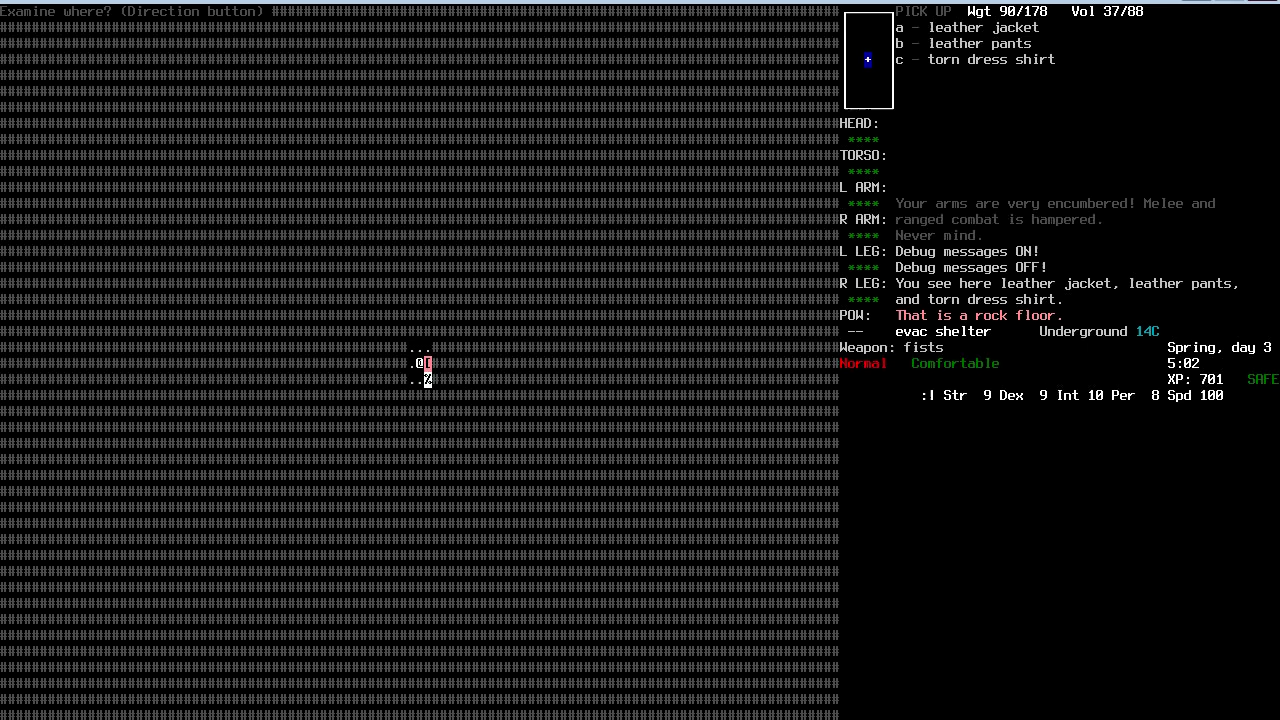 Examine where? (Direction button)
PICK UP Wgt 90/178 Vol 37/88
a - leather jacket
b - leather pants
c - torn dress shirt
HEAD:
****
TORSO:
****
L ARM:
**** Your arms are very encumbered! Melee and
R ARM: ranged combat is hampered.
**** Never mind.
L LEG: Debug messages ON!
**** Debug messages OFF!
R LEG: You see here leather jacket, leather pants,
**** and torn dress shirt.
POW: That is a rock floor.
-- evac shelter Underground 14C
Weapon: fists Spring, day 3
Normal Comfortable 5:02
XP: 701 SAFE
:| Str 9 Dex 9 Int 10 Per 8 Spd 100